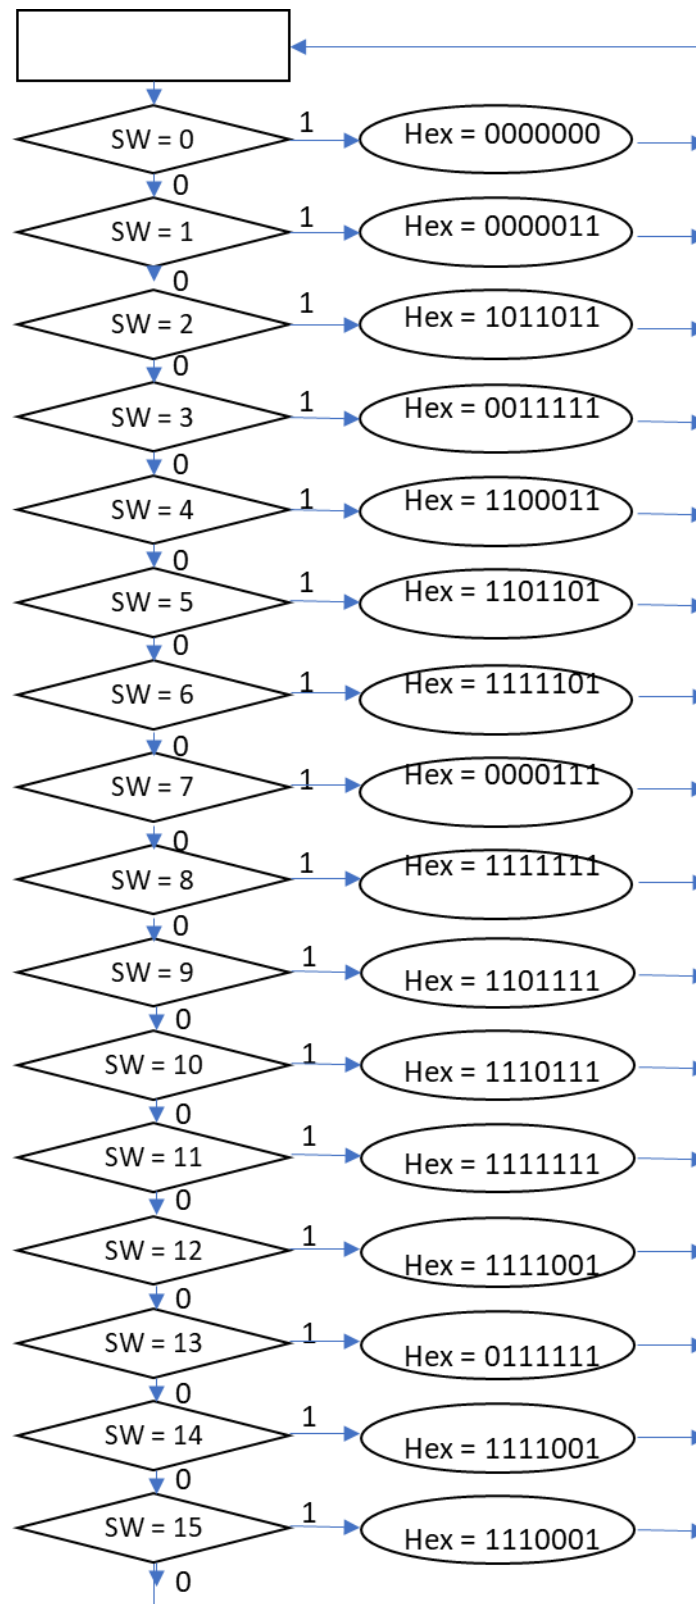 SW = 0
1
Hex = 0000000
0
SW = 1
1
Hex = 0000011
0
SW = 2
1
Hex = 1011011
0
SW = 3
1
Hex = 0011111
0
SW = 4
1
Hex = 1100011
0
SW = 5
1
Hex = 1101101
0
SW = 6
1
Hex = 1111101
0
SW = 7
1
Hex = 0000111
0
SW = 8
1
Hex = 1111111
0
SW = 9
1
Hex = 1101111
0
SW = 10
1
Hex = 1110111
0
SW = 11
1
Hex = 1111111
0
SW = 12
1
Hex = 1111001
0
SW = 13
1
Hex = 0111111
0
SW = 14
1
Hex = 1111001
0
SW = 15
1
Hex = 1110001
0